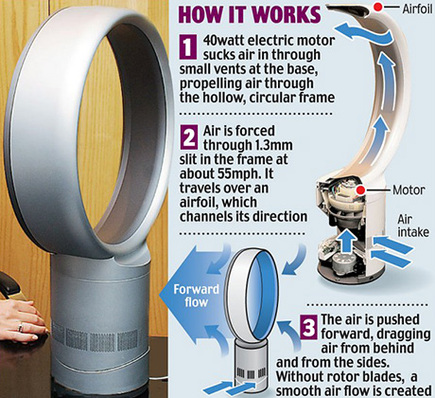 HOW IT WORKS
1 40watt electric motor
sucks air in through
small vents at the base,
propelling air through
the hollow, circular frame
2 Air is forced
through 1.3mm
slit in the frame at
about 55mph. It
travels over an
airfoil, which
channels its direction
Airfoil
Motor
Air
intake
Forward
flow
3 The air is pushed
forward, dragging
air from behind
and from the sides.
Without rotor blades, a
smooth air flow is created